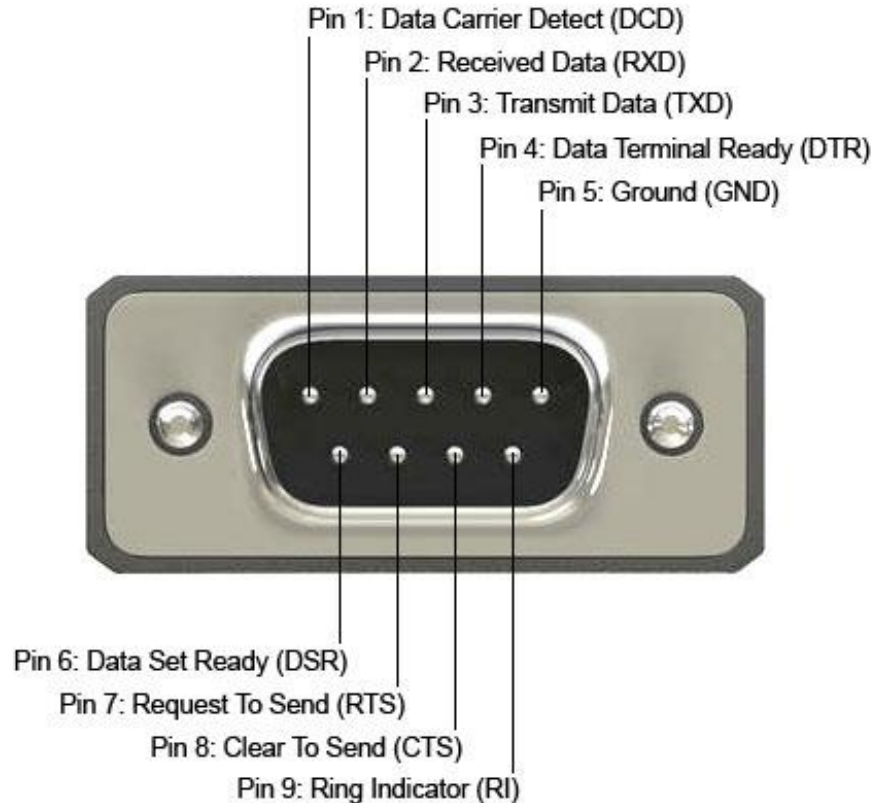 Pin 1: Data Carrier Detect (DCD)
Pin 2: Received Data (RXD)
Pin 3: Transmit Data (TXD)
Pin 4: Data Terminal Ready (DTR)
Pin 5: Ground (GND)
Pin 6: Data Set Ready (DSR)
Pin 7: Request To Send (RTS)
Pin 8: Clear To Send (CTS)
Pin 9: Ring Indicator (RI)